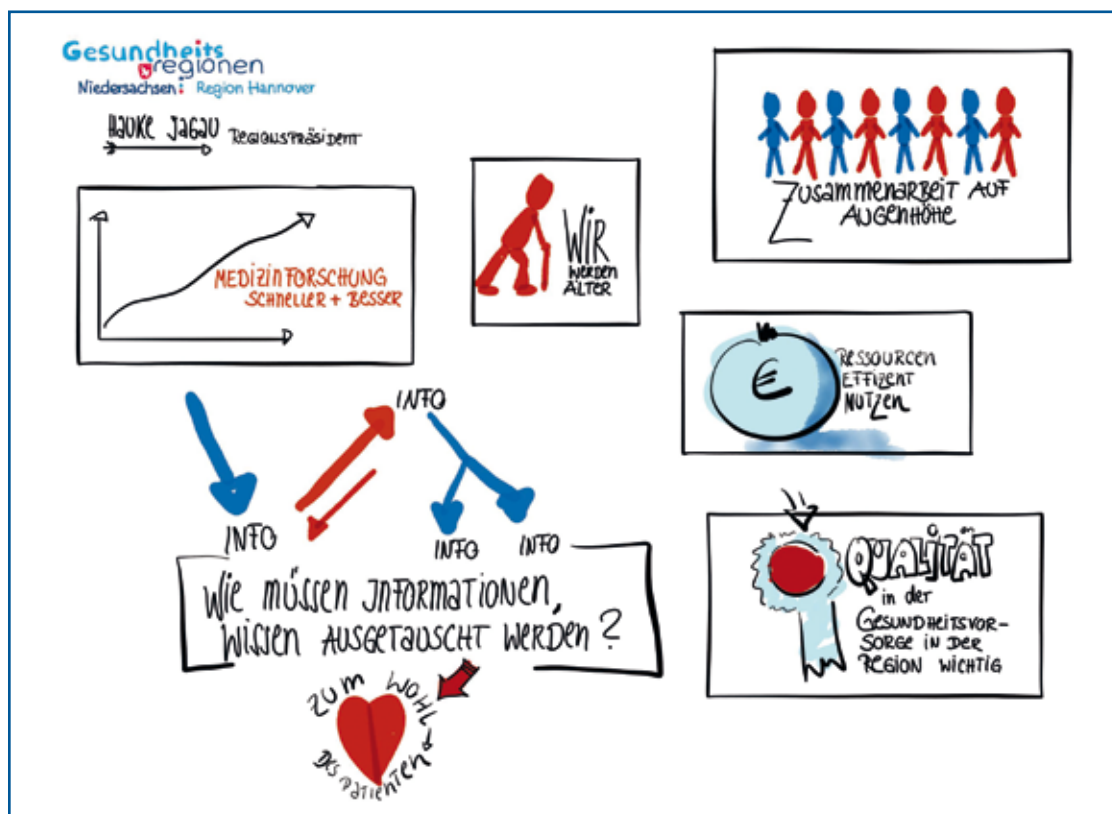 Gesundheits
regionen
Niedersachsen: Region Hannover
HAUKE JAGAU REGIONSPRÄSIDENT
MEDIZINFORSCHUNG
SCHNELLER + BESSER
WIR
WERDEN
ÄLTER
ZUSAMMENARBEIT AUF
AUGENHÖHE
€
RESSOURCEN
EFFIZENT
NUTZEN
INFO
INFO
INFO
INFO
WIE MÜSSEN INFORMATIONEN,
WISSEN AUSGETAUSCHT WERDEN?
ZUM WOHL
DES PATIENTEN
QUALITÄT
in der
GESUNDHEITSVOR-
SORGE IN DER
REGION WICHTIG